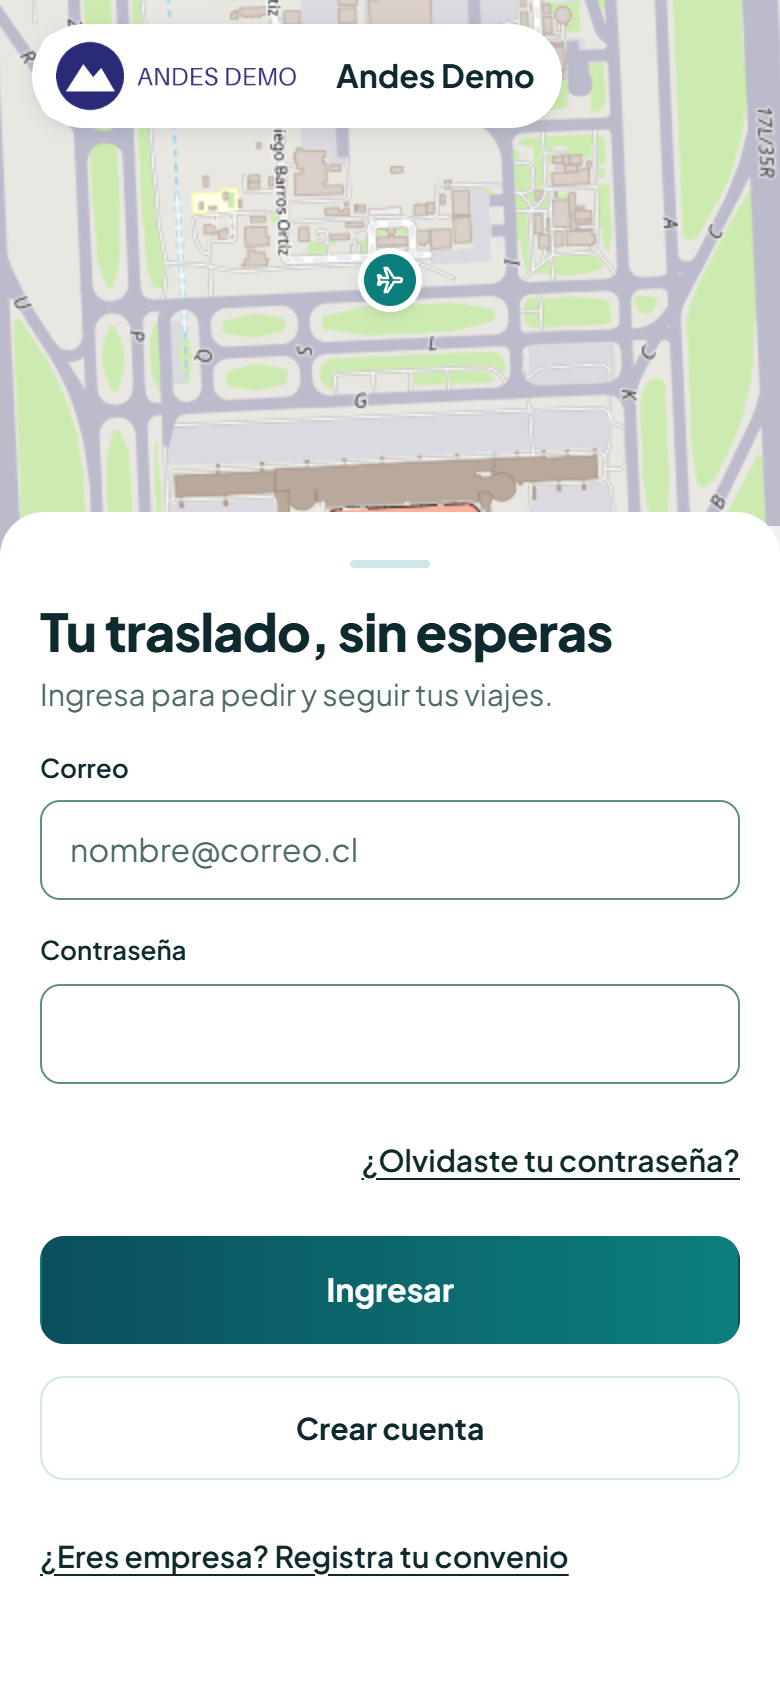 ANDES DEMO
Andes Demo
iego Barros Ortiz
17L/35R
R
A
J
I
U
P
Q
S
L
J
G
K
B
Tu traslado, sin esperas
Ingresa para pedir y seguir tus viajes.
Correo
nombre@correo.cl
Contraseña
¿Olvidaste tu contraseña?
Ingresar
Crear cuenta
¿Eres empresa? Registra tu convenio